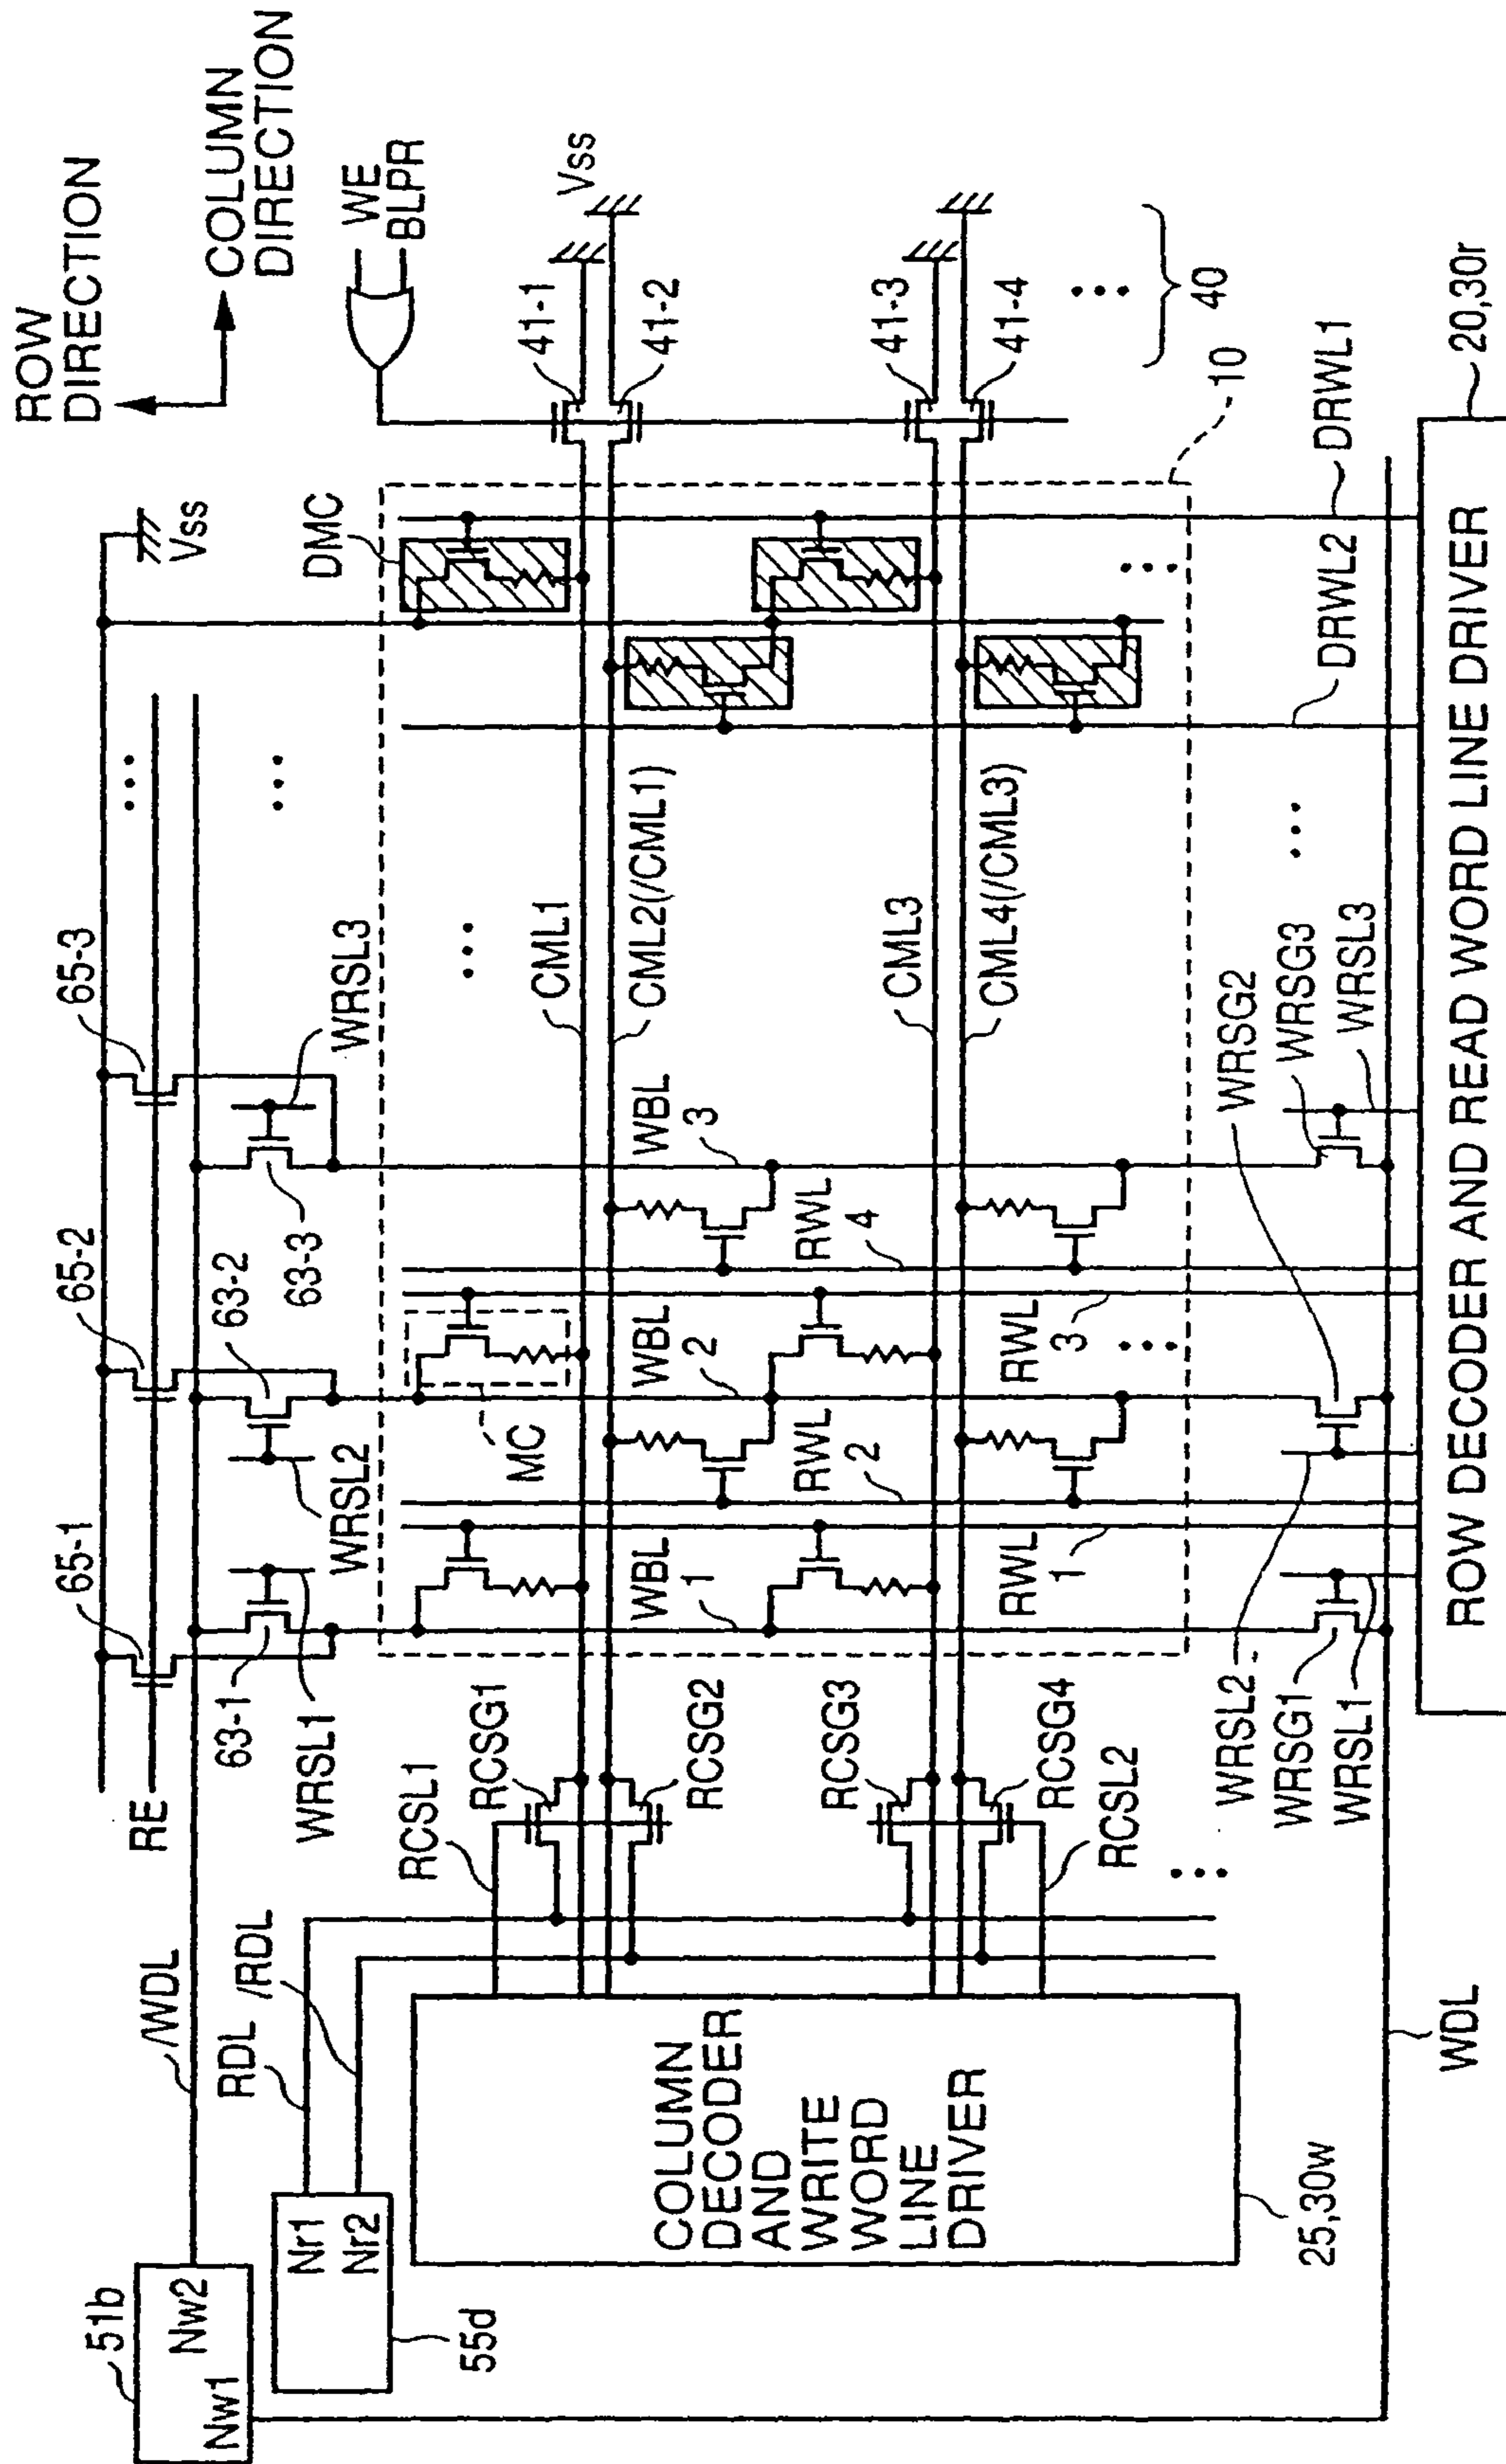 ROW
DIRECTION
COLUMN
DIRECTION
WE
BLPR
Vss
Vss
41-1
41-2
41-3
41-4
40
10
20,30r
DMC
DRWL1
DRWL2
65-3
WRSL3
63-3
65-2
63-2
WRSL2
65-1
63-1
WRSL1
RE
/WDL
RDL
/RDL
51b
Nw2
Nw1
Nr1
Nr2
55d
CML1
CML2(/CML1)
CML3
CML4(/CML3)
WBL
3
RWL
4
WBL
2
RWL
3
MC
RWL
2
WBL
1
RWL
1
RCSL1
RCSG1
RCSG2
RCSG3
RCSG4
RCSL2
WRSG2
WRSG3
WRSL3
WRSL2
WRSG1
WRSL1
COLUMN
DECODER
AND
WRITE
WORD
LINE
DRIVER
25,30w
WDL
ROW DECODER AND READ WORD LINE DRIVER